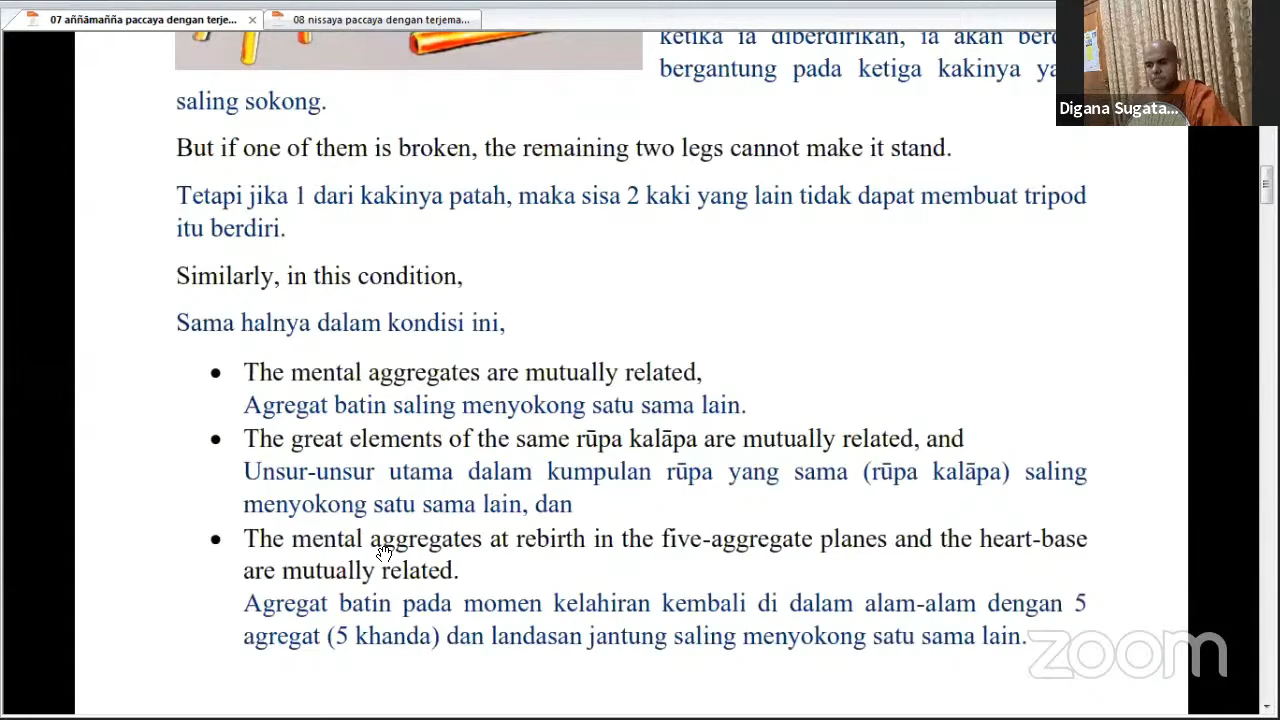 07 aññāmañña paccaya dengan terje...
08 nissaya paccaya dengan terjema...
ketika ia diberdirikan, ia akan
bergantung pada ketiga kakinya
saling sokong.
But if one of them is broken, the remaining two legs cannot make it stand.
Tetapi jika 1 dari kakinya patah, maka sisa 2 kaki yang lain tidak dapat membuat tripod
itu berdiri.
Similarly, in this condition,
Sama halnya dalam kondisi ini,
• The mental aggregates are mutually related,
Agregat batin saling menyokong satu sama lain.
• The great elements of the same rūpa kalāpa are mutually related, and
Unsur-unsur utama dalam kumpulan rūpa yang sama (rūpa kalāpa) saling
menyokong satu sama lain, dan
• The mental aggregates at rebirth in the five-aggregate planes and the heart-base
are mutually related.
Agregat batin pada momen kelahiran kembali di dalam alam-alam dengan 5
agregat (5 khanda) dan landasan jantung saling menyokong satu sama lain.
Digana Sugata...
zoom